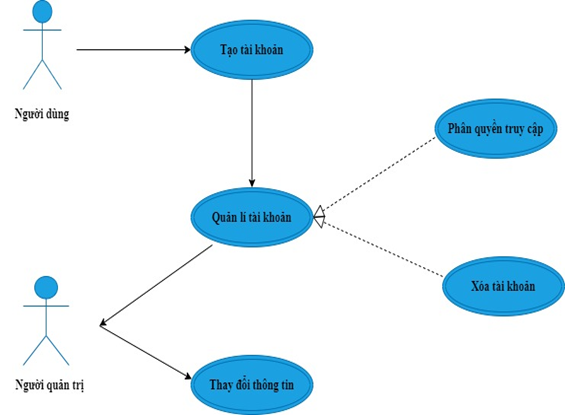 Tạo tài khoản
Người dùng
Phân quyền truy cập
Quản lí tài khoản
Xóa tài khoản
Người quản trị
Thay đổi thông tin